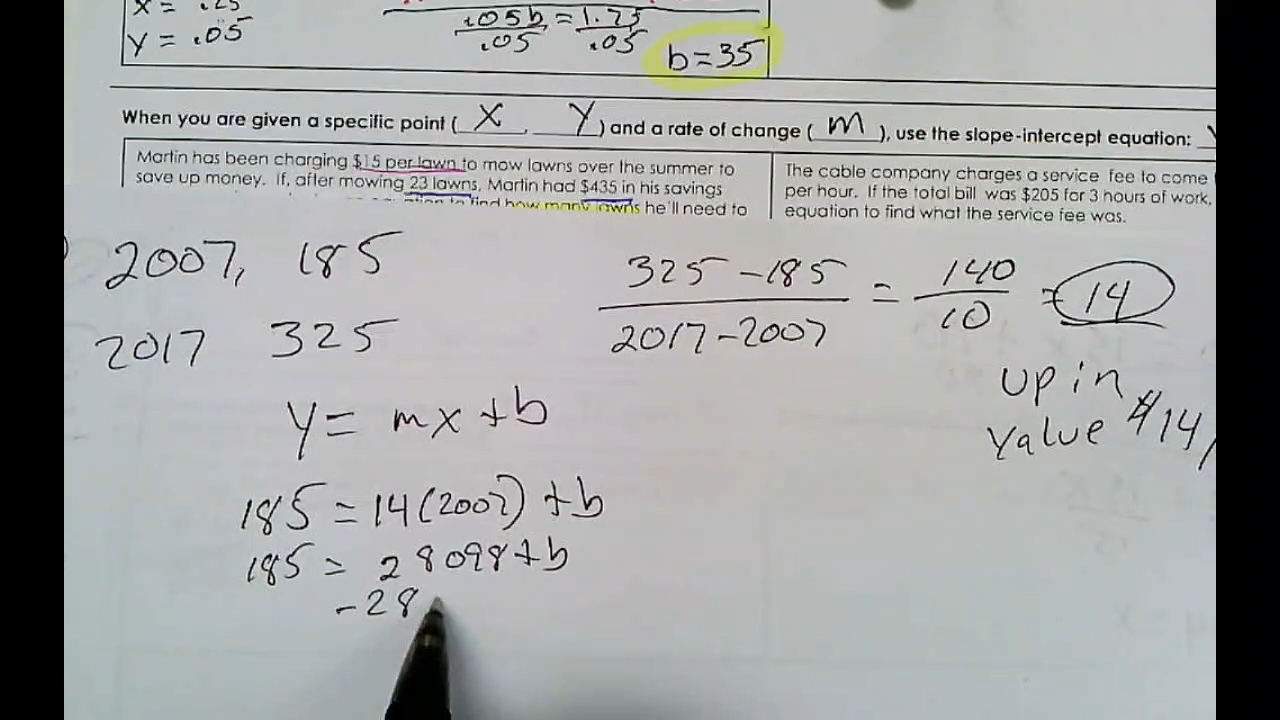 X = .25
Y = .05
.05b = 1.75
.05 .05
b=35
When you are given a specific point ( X , Y ) and a rate of change ( m ), use the slope-intercept equation:
Martin has been charging $15 per lawn to mow lawns over the summer to
save up money. If, after mowing 23 lawns, Martin had $435 in his savings
find how many lawns he'll need to
The cable company charges a service fee to come
per hour. If the total bill was $205 for 3 hours of work,
equation to find what the service fee was.
2007, 185
2017 325
325 - 185
2017 - 2007
= 140
10
= 14
up in
value $14/
y = mx + b
185 = 14(2007) + b
185 = 28098 + b
-28